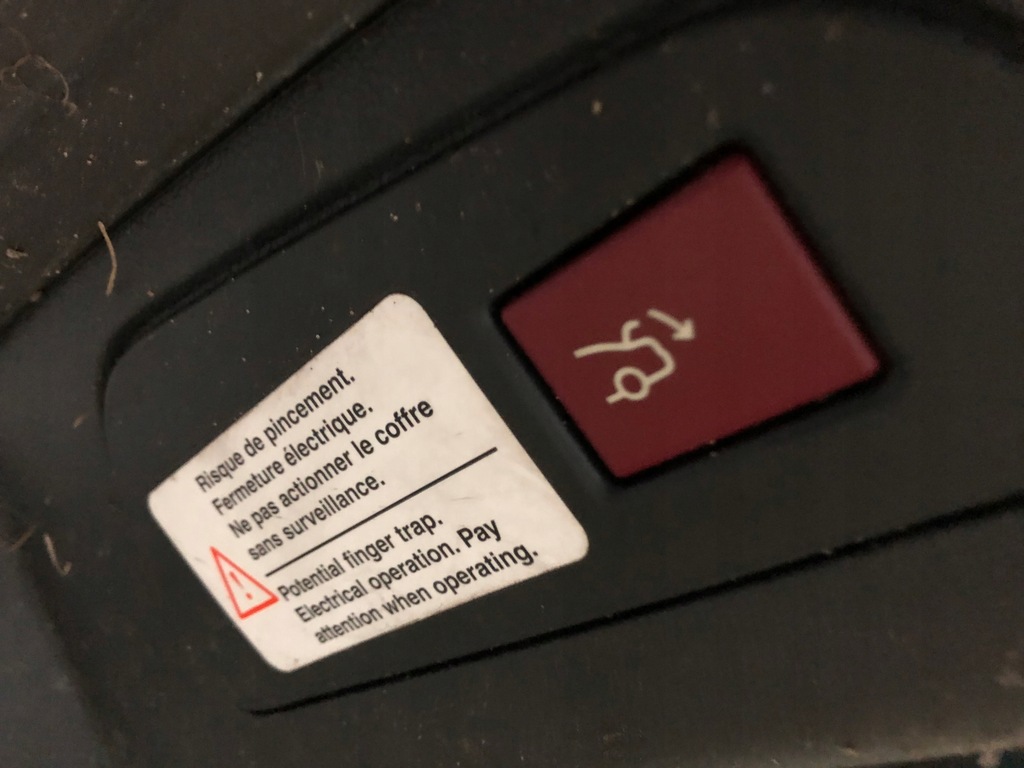 Risque de pincement.
Fermeture électrique.
Ne pas actionner le coffre
sans surveillance.
Potential finger trap.
Electrical operation. Pay
attention when operating.